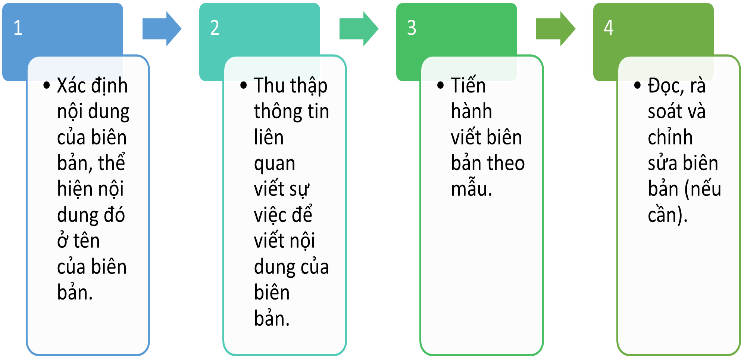 1
• Xác định
nội dung
của biên
bản, thể
hiện nội
dung đó
ở tên
của biên
bản.
2
• Thu thập
thông tin
liên
quan
viết sự
việc để
viết nội
dung của
biên
bản.
3
• Tiến
hành
viết biên
bản theo
mẫu.
4
• Đọc, rà
soát và
chỉnh
sửa biên
bản (nếu
cần).